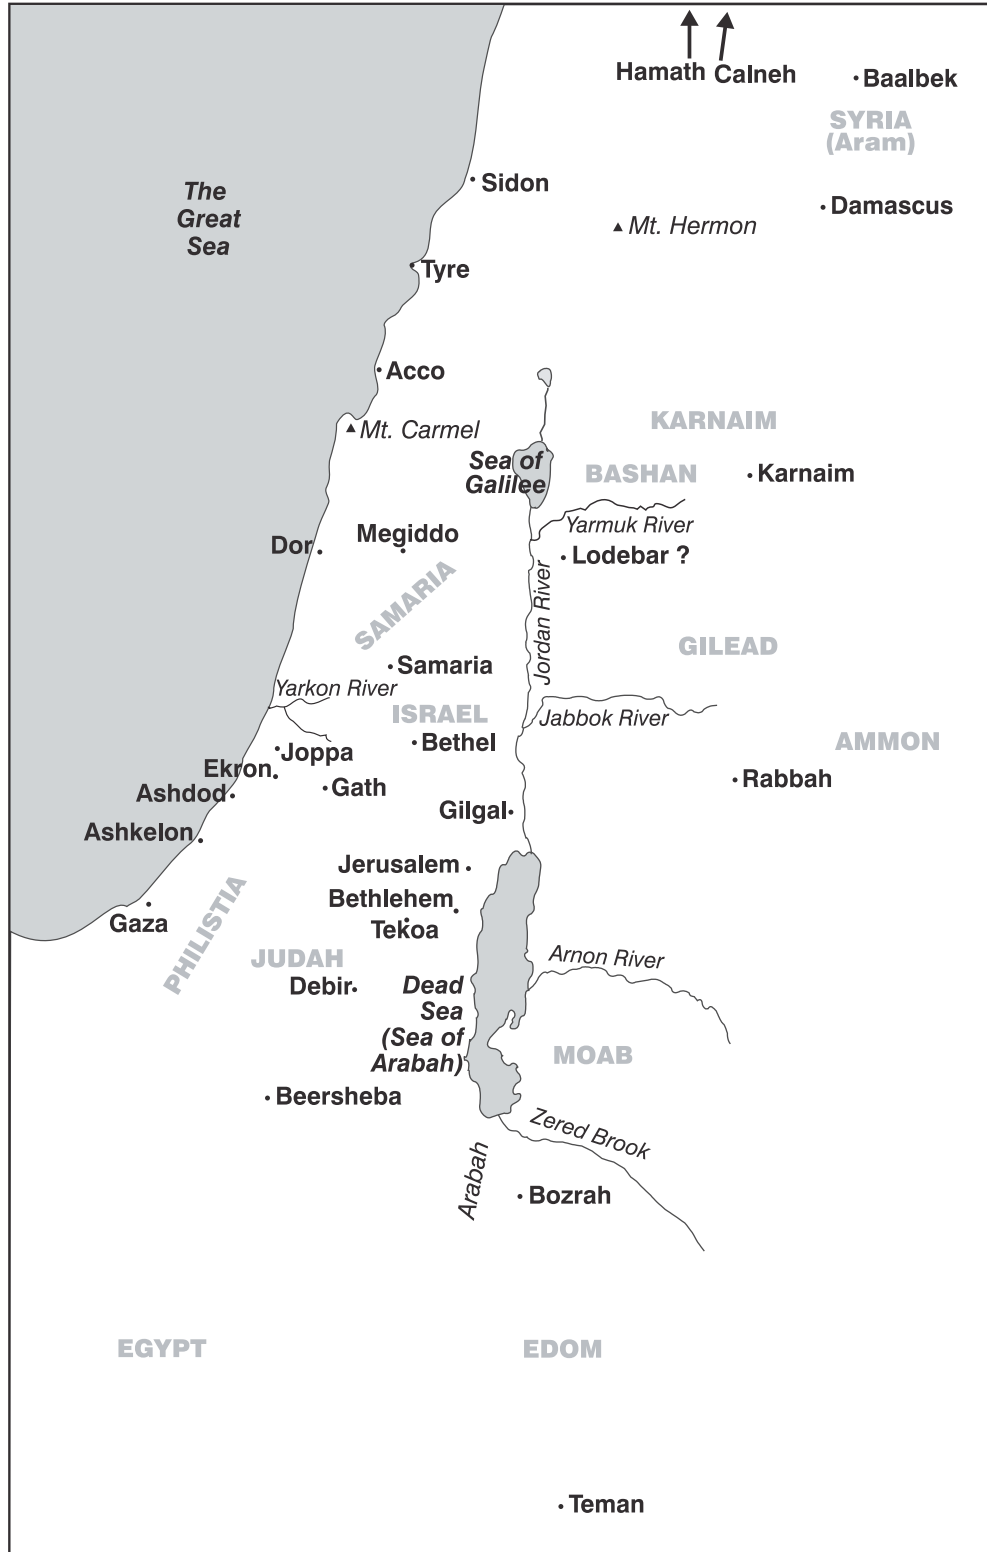 Hamath Calneh
Baalbek
SYRIA
(Aram)
The
Great
Sea
Sidon
Damascus
Mt. Hermon
Tyre
Acco
KARNAIM
Mt. Carmel
Sea of
Galilee
BASHAN
Karnaim
Yarmuk River
Dor
Megiddo
Lodebar ?
SAMARIA
Jordan River
GILEAD
Samaria
Yarkon River
ISRAEL
Jabbok River
AMMON
Joppa
Bethel
Ekron
Rabbah
Ashdod
Gath
Gilgal
Ashkelon
Jerusalem
Bethlehem
Gaza
Tekoa
PHILISTIA
JUDAH
Arnon River
Debir
Dead
Sea
(Sea of
Arabah)
MOAB
Beersheba
Zered Brook
Arabah
Bozrah
EGYPT
EDOM
Teman